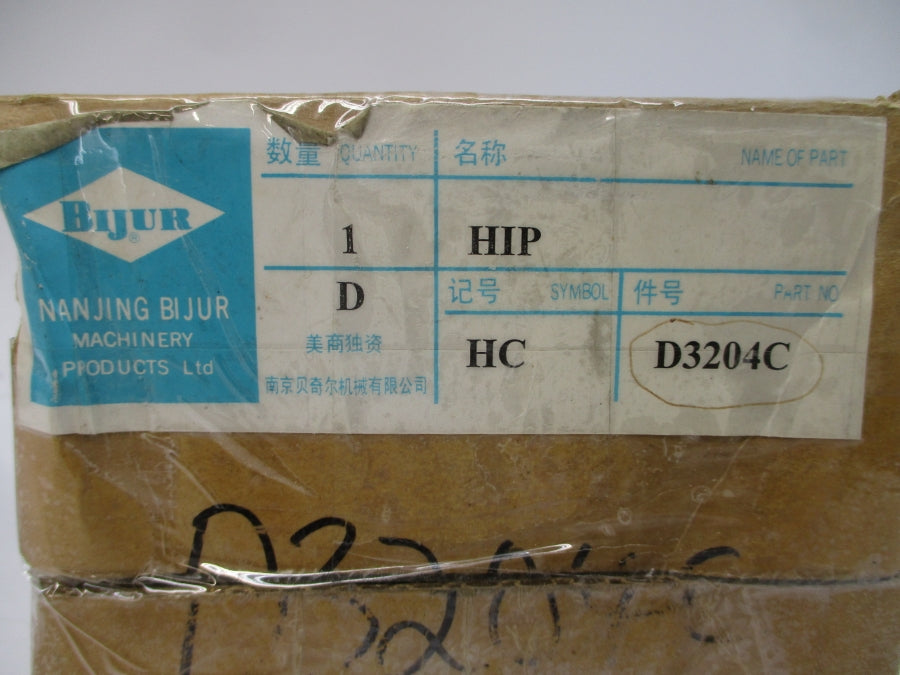 BIJUR®
NANJING BIJUR
MACHINERY
PRODUCTS Ltd
数量 QUANTITY
1
D
美商独资
南京贝奇尔机械有限公司
名称 NAME OF PART
HIP
记号 SYMBOL
HC
件号 PART NO
D3204C
D3204C